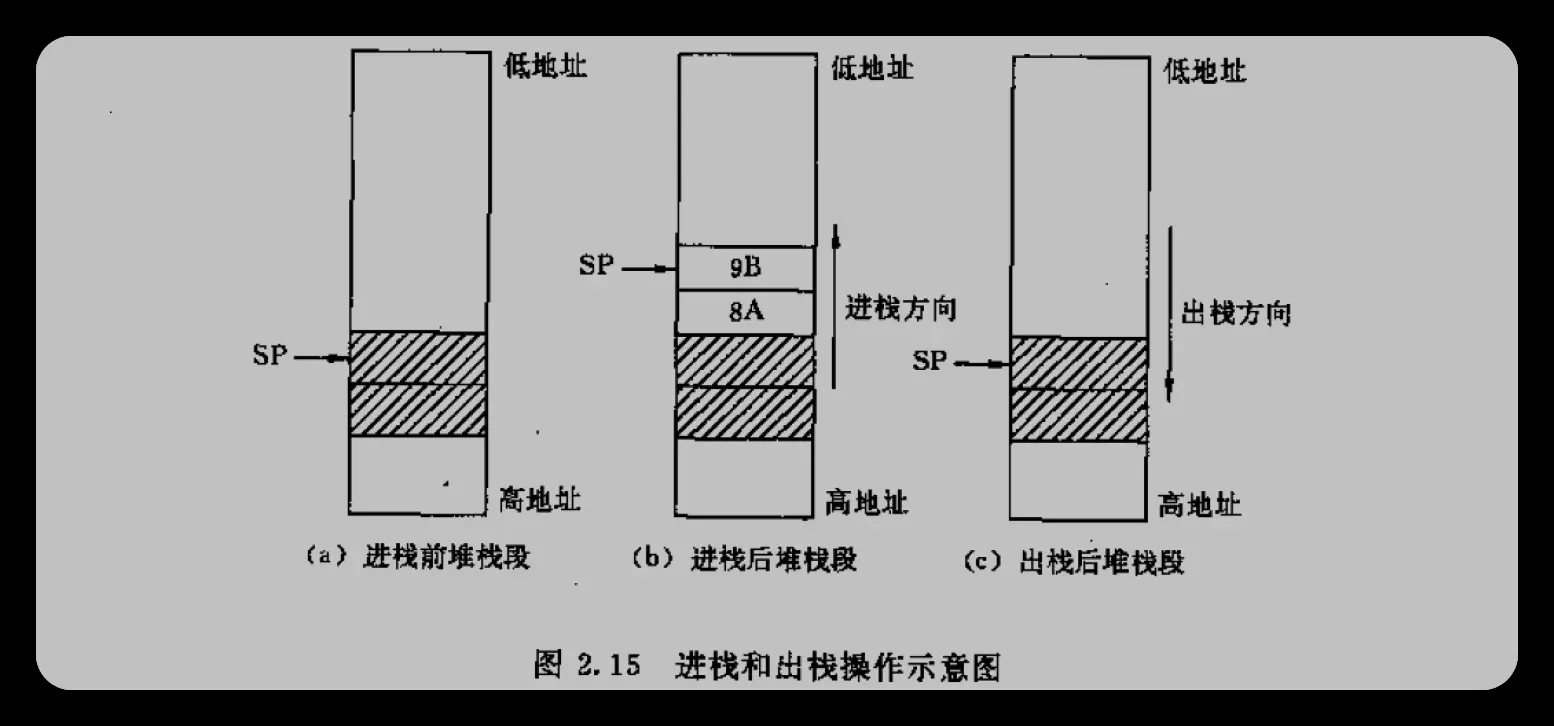 低地址
低地址
低地址
SP
9B
8A
进栈方向
出栈方向
SP
SP
高地址
高地址
高地址
(a) 进栈前堆栈段
(b) 进栈后堆栈段
(c) 出栈后堆栈段
图 2.15 进栈和出栈操作示意图